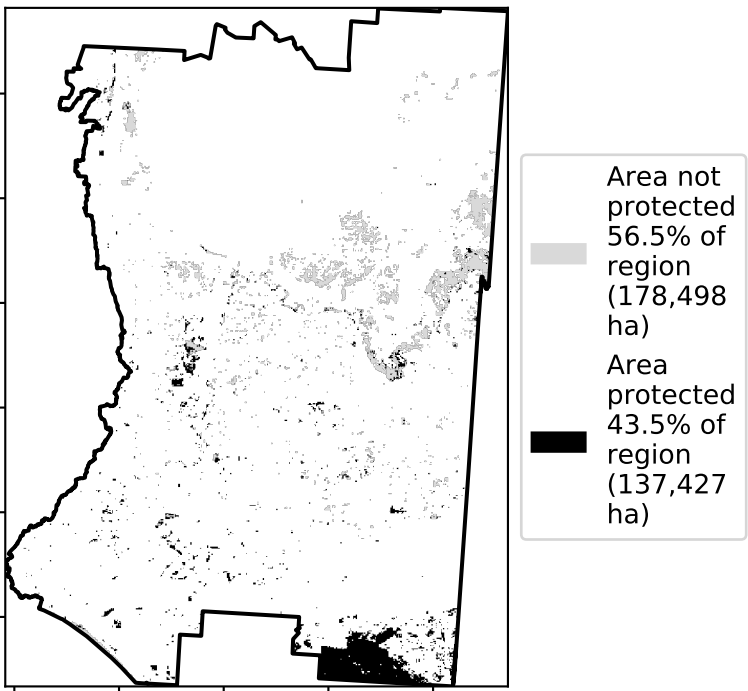 Area not
protected
56.5% of
region
(178,498
ha)
Area
protected
43.5% of
region
(137,427
ha)